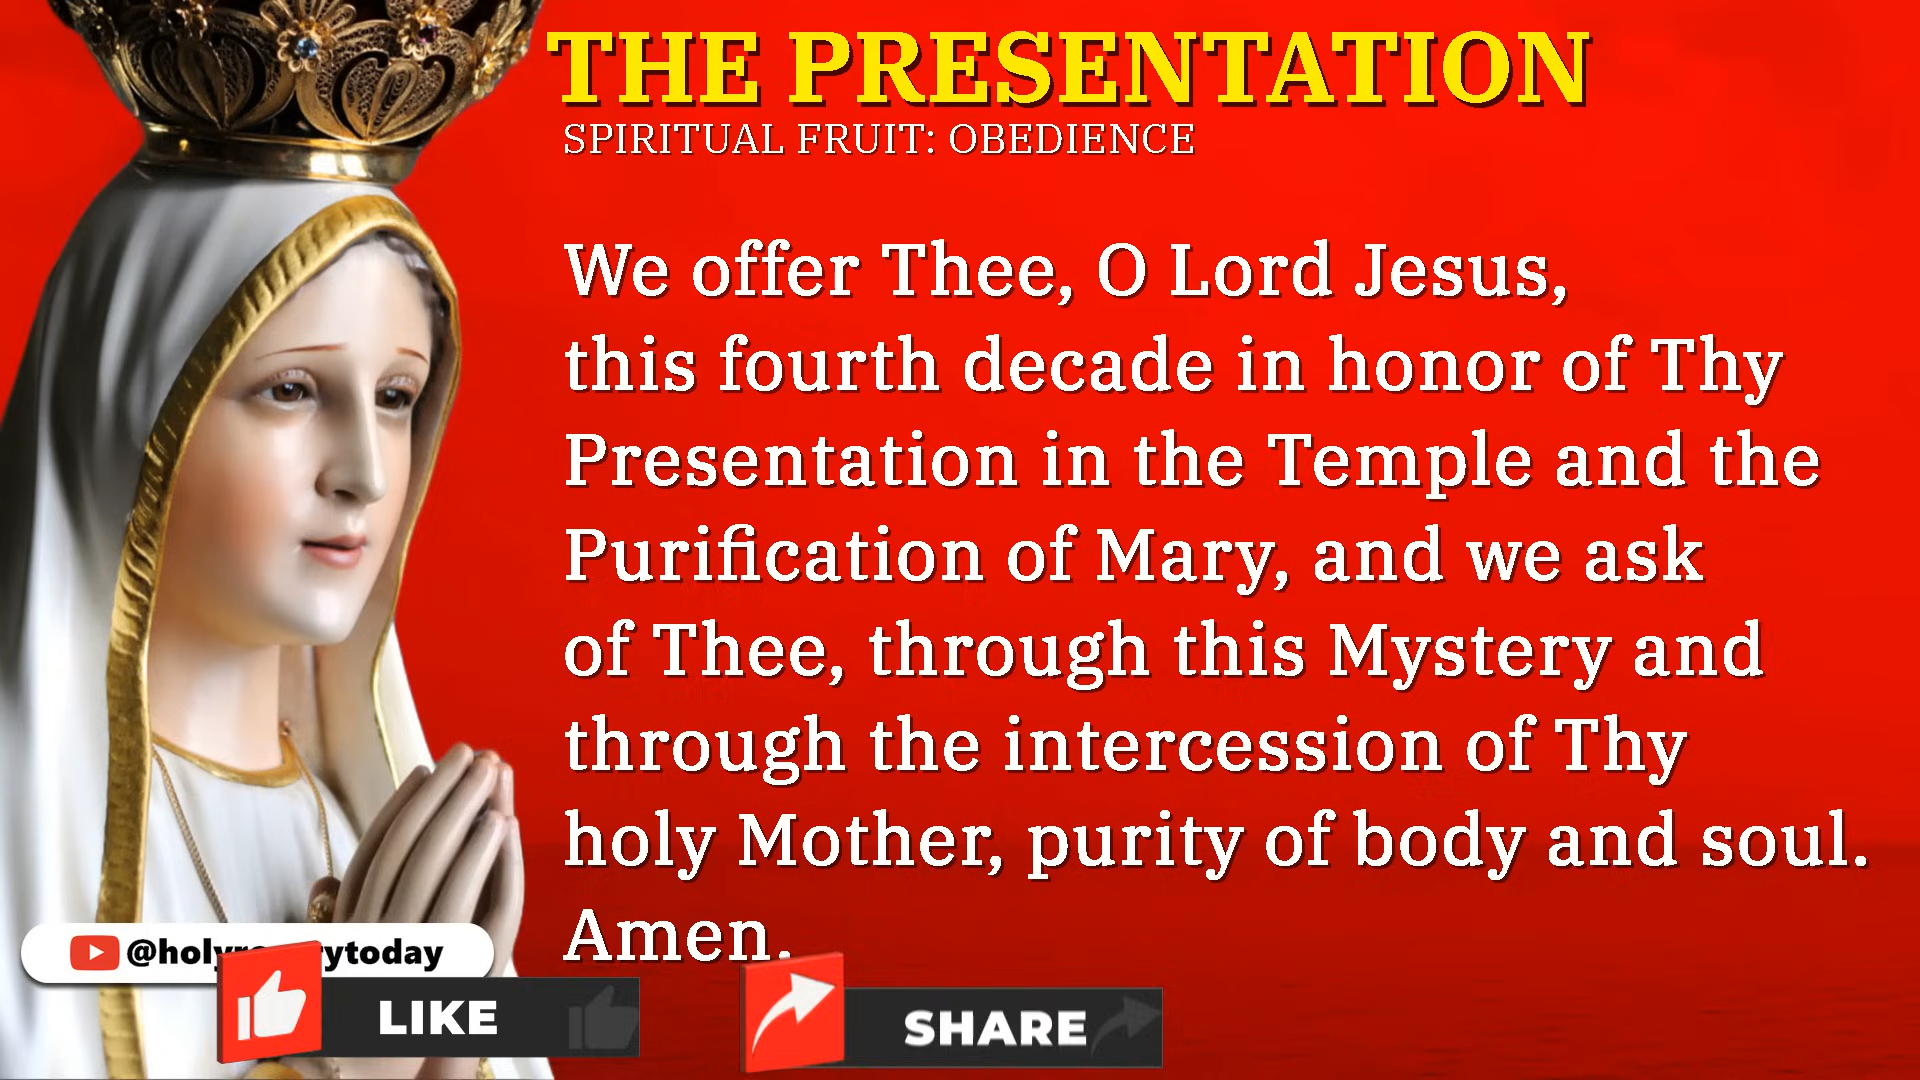 THE PRESENTATION
SPIRITUAL FRUIT: OBEDIENCE
We offer Thee, O Lord Jesus,
this fourth decade in honor of Thy
Presentation in the Temple and the
Purification of Mary, and we ask
of Thee, through this Mystery and
through the intercession of Thy
holy Mother, purity of body and soul.
Amen.
LIKE
SHARE